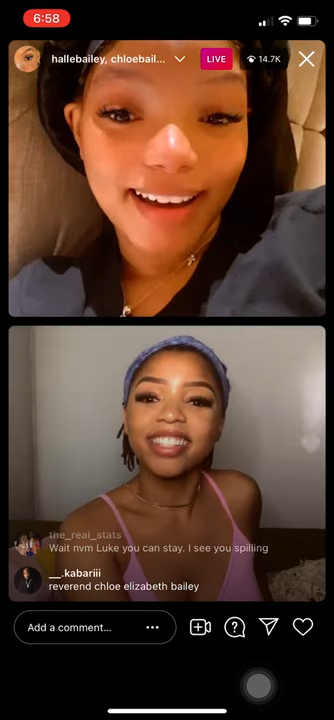 6:58
hallebailey, chloebail...
LIVE
14.7K
the_real_stats
Wait nvm Luke you can stay. I see you spilling
__.kabariii
reverend chloe elizabeth bailey
Add a comment...